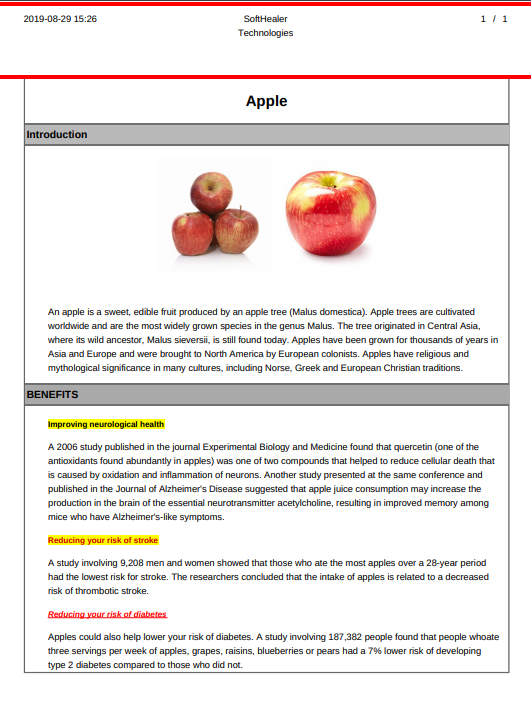 2019-08-29 15:26
SoftHealer
Technologies
1 / 1
Apple
Introduction
An apple is a sweet, edible fruit produced by an apple tree (Malus domestica). Apple trees are cultivated
worldwide and are the most widely grown species in the genus Malus. The tree originated in Central Asia,
where its wild ancestor, Malus sieversii, is still found today. Apples have been grown for thousands of years in
Asia and Europe and were brought to North America by European colonists. Apples have religious and
mythological significance in many cultures, including Norse, Greek and European Christian traditions.
BENEFITS
Improving neurological health
A 2006 study published in the journal Experimental Biology and Medicine found that quercetin (one of the
antioxidants found abundantly in apples) was one of two compounds that helped to reduce cellular death that
is caused by oxidation and inflammation of neurons. Another study presented at the same conference and
published in the Journal of Alzheimer's Disease suggested that apple juice consumption may increase the
production in the brain of the essential neurotransmitter acetylcholine, resulting in improved memory among
mice who have Alzheimer's-like symptoms.
Reducing your risk of stroke
A study involving 9,208 men and women showed that those who ate the most apples over a 28-year period
had the lowest risk for stroke. The researchers concluded that the intake of apples is related to a decreased
risk of thrombotic stroke.
Reducing your risk of diabetes
Apples could also help lower your risk of diabetes. A study involving 187,382 people found that people whoate
three servings per week of apples, grapes, raisins, blueberries or pears had a 7% lower risk of developing
type 2 diabetes compared to those who did not.